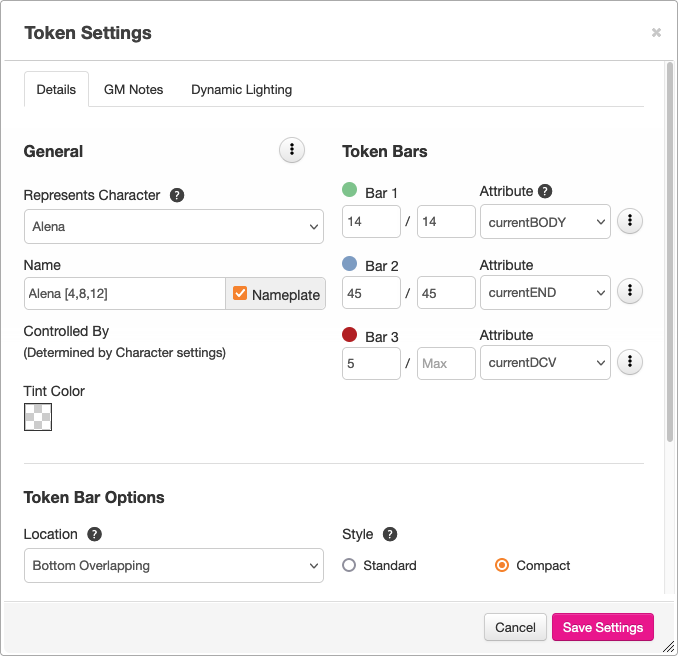 Token Settings
×
Details
GM Notes
Dynamic Lighting
General
Represents Character ?
Alena
Name
Alena [4,8,12]
Nameplate
Controlled By
(Determined by Character settings)
Tint Color
Token Bars
Bar 1
Attribute ?
14 / 14
currentBODY
Bar 2
Attribute
45 / 45
currentEND
Bar 3
Attribute
5 / Max
currentDCV
Token Bar Options
Location ?
Bottom Overlapping
Style ?
Standard
Compact
Cancel
Save Settings